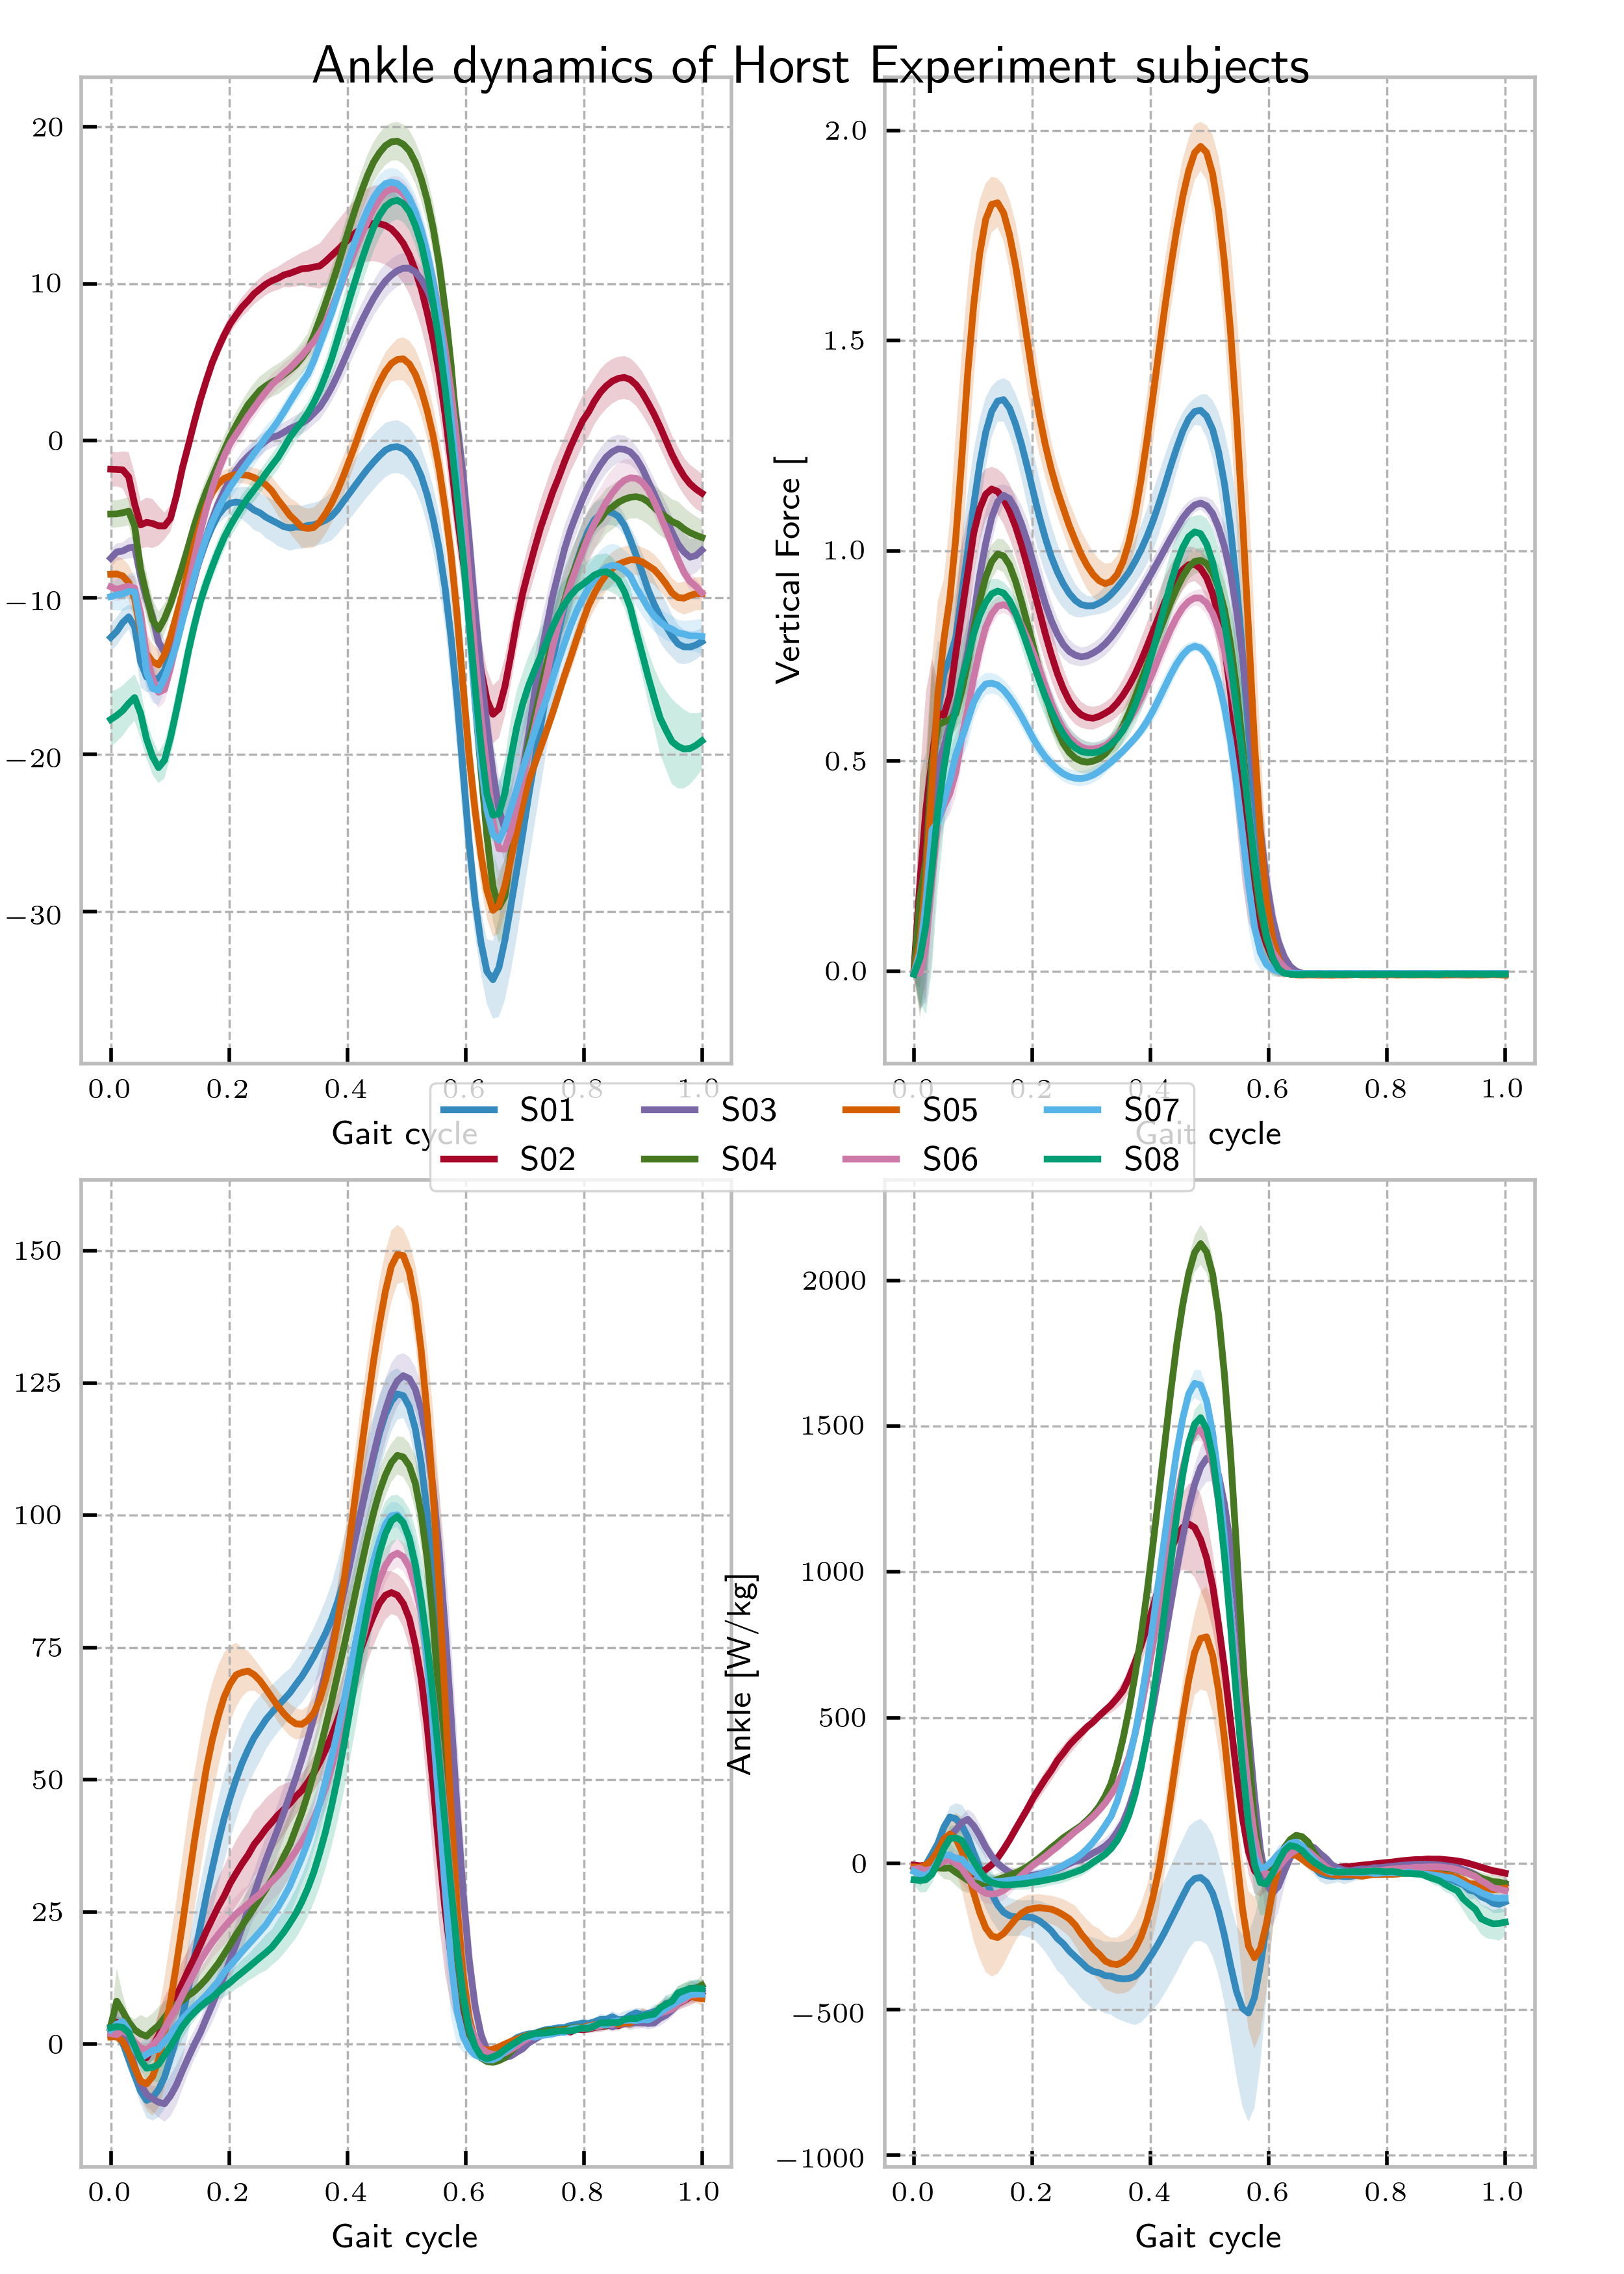 Ankle dynamics of Horst Experiment subjects
20
10
0
−10
−20
−30
0.0 0.2 0.4 0.6 0.8 1.0
Gait cycle
Vertical Force [
2.0
1.5
1.0
0.5
0.0
0.0 0.2 0.4 0.6 0.8 1.0
Gait cycle
S01 S03 S05 S07
S02 S04 S06 S08
150
125
100
75
50
25
0
0.0 0.2 0.4 0.6 0.8 1.0
Gait cycle
Ankle [W/kg]
2000
1500
1000
500
0
−500
−1000
0.0 0.2 0.4 0.6 0.8 1.0
Gait cycle